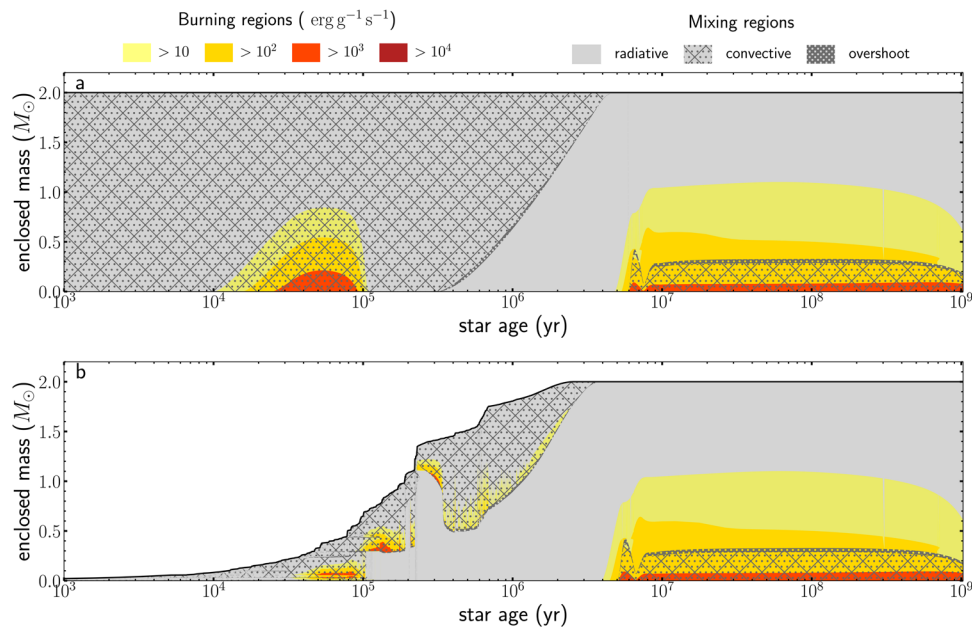 Burning regions ( erg g⁻¹ s⁻¹)
Mixing regions
> 10 > 10² > 10³ > 10⁴
radiative convective overshoot
a
2.0
1.5
1.0
0.5
0.0
enclosed mass (M⊙)
10³ 10⁴ 10⁵ 10⁶ 10⁷ 10⁸ 10⁹
star age (yr)
b
2.0
1.5
1.0
0.5
0.0
enclosed mass (M⊙)
10³ 10⁴ 10⁵ 10⁶ 10⁷ 10⁸ 10⁹
star age (yr)